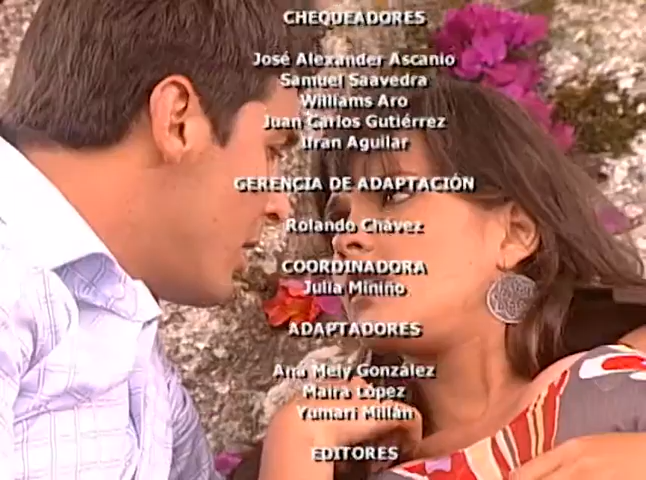 CHEQUEADORES
José Alexander Ascanio
Samuel Saavedra
Williams Aro
Juan Carlos Gutiérrez
Ifran Aguilar
GERENCIA DE ADAPTACIÓN
Rolando Chávez
COORDINADORA
Julia Miniño
ADAPTADORES
Ana Mely González
Maira López
Yumari Millán
EDITORES